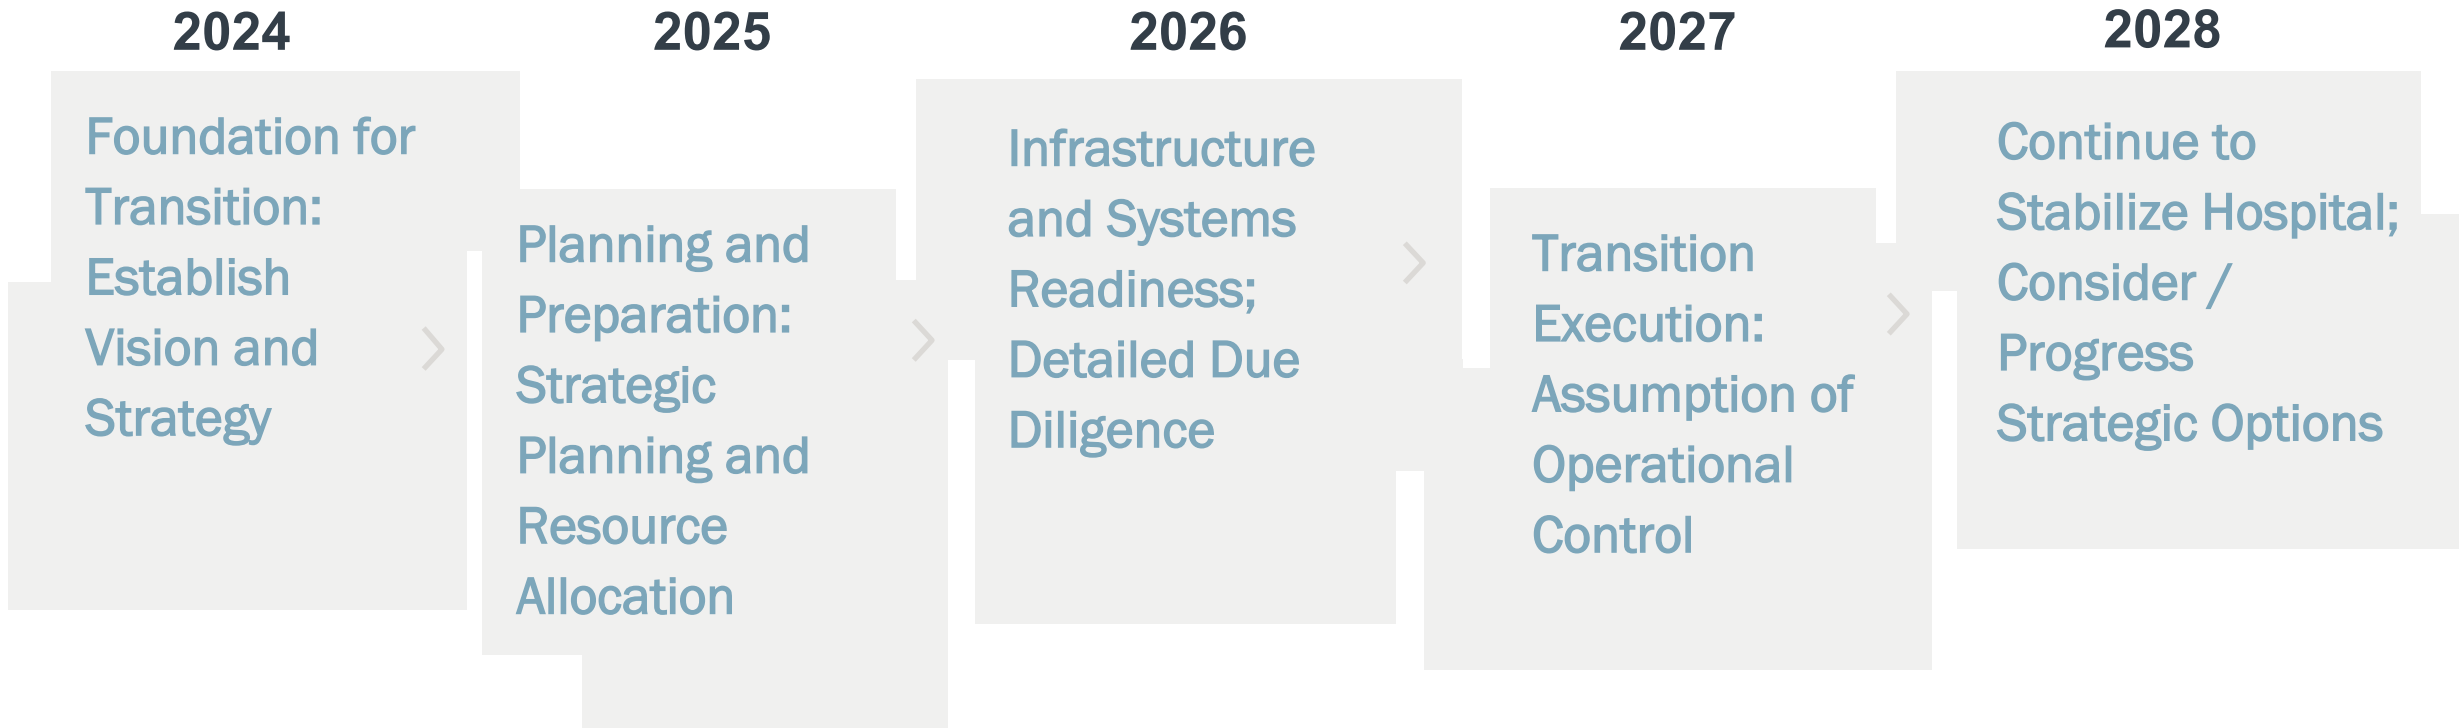 2024
Foundation for
Transition:
Establish
Vision and
Strategy
2025
Planning and
Preparation:
Strategic
Planning and
Resource
Allocation
2026
Infrastructure
and Systems
Readiness;
Detailed Due
Diligence
2027
Transition
Execution:
Assumption of
Operational
Control
2028
Continue to
Stabilize Hospital;
Consider /
Progress
Strategic Options